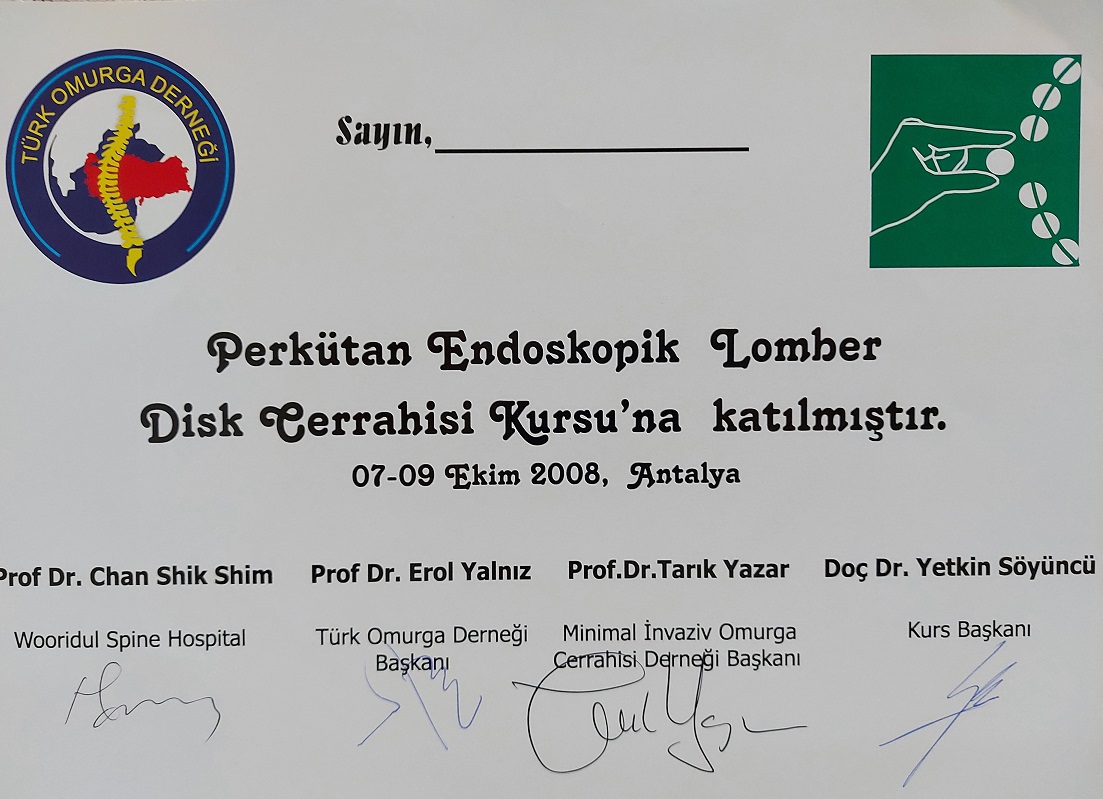 TÜRK OMURGA DERNEĞİ
Sayın,
Perkütan Endoskopik Lomber
Disk Cerrahisi Kursu'na katılmıştır.
07-09 Ekim 2008, Antalya
Prof Dr. Chan Shik Shim
Wooridul Spine Hospital
Prof Dr. Erol Yalnız
Türk Omurga Derneği
Başkanı
Prof.Dr.Tarık Yazar
Minimal İnvaziv Omurga
Cerrahisi Derneği Başkanı
Doç Dr. Yetkin Söyüncü
Kurs Başkanı